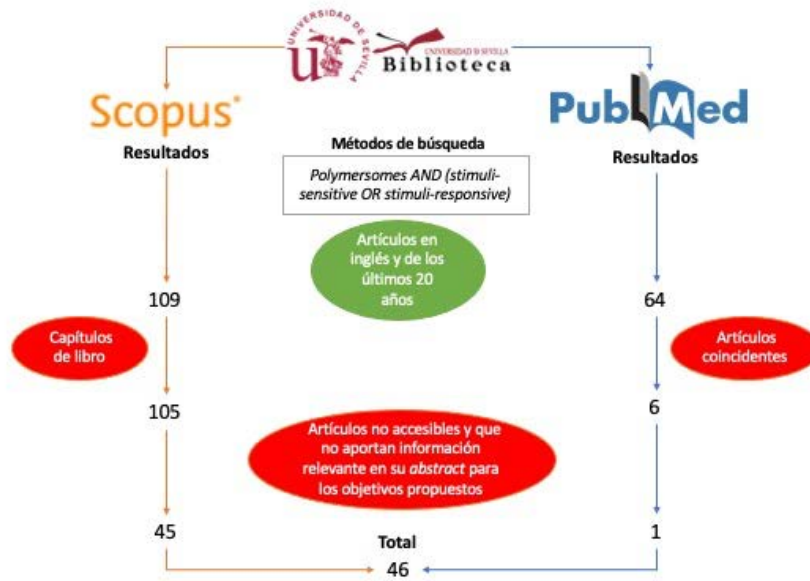 UNIVERSIDAD DE SEVILLA
UNIVERSIDAD D SEVILLA
Biblioteca
Scopus®
PubMed
Resultados
Métodos de búsqueda
Resultados
Polymersomes AND (stimuli-
sensitive OR stimuli-responsive)
Artículos en
inglés y de los
últimos 20
años
109
64
Capítulos
de libro
Artículos
coincidentes
105
6
Artículos no accesibles y que
no aportan información
relevante en su abstract para
los objetivos propuestos
45
1
Total
46